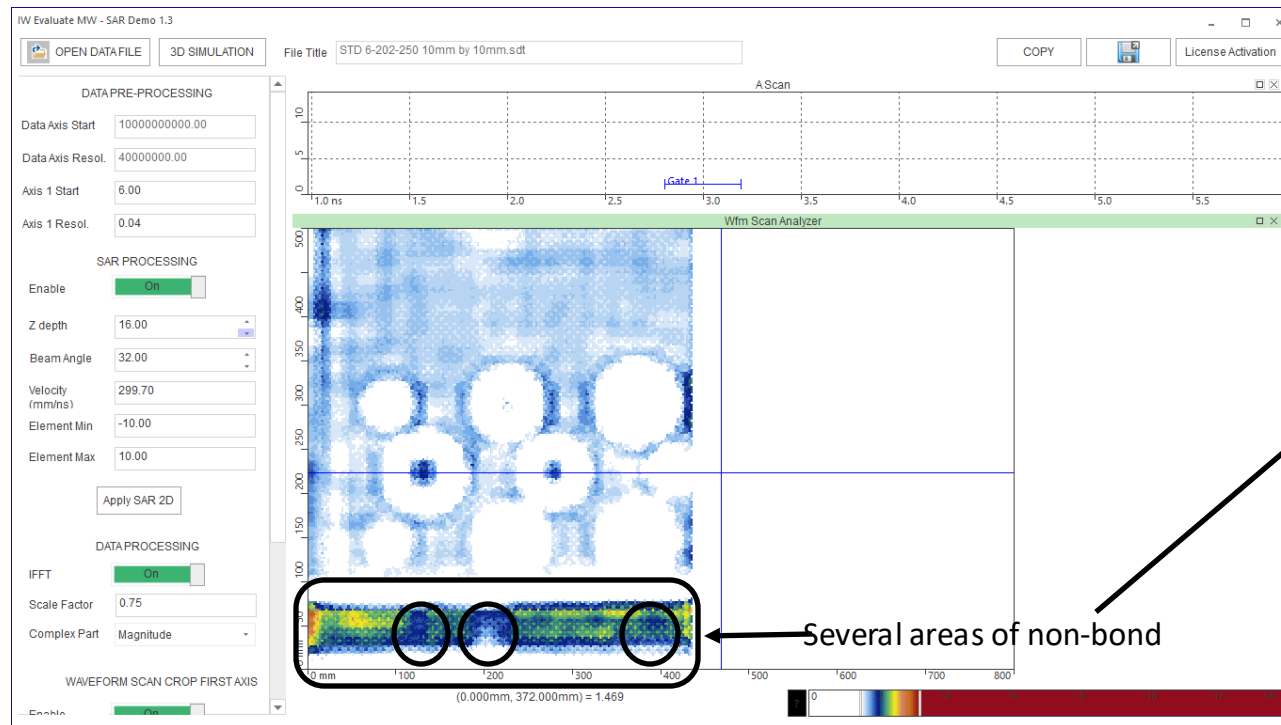 IW Evaluate MW - SAR Demo 1.3
OPEN DATA FILE 3D SIMULATION File Title STD 6-202-250 10mm by 10mm.sdt COPY License Activation
DATA PRE-PROCESSING
Data Axis Start 10000000000.00
Data Axis Resol. 40000000.00
Axis 1 Start 6.00
Axis 1 Resol. 0.04
SAR PROCESSING
Enable On
Z depth 16.00
Beam Angle 32.00
Velocity (mm/ns) 299.70
Element Min -10.00
Element Max 10.00
Apply SAR 2D
DATA PROCESSING
IFFT On
Scale Factor 0.75
Complex Part Magnitude
WAVEFORM SCAN CROP FIRST AXIS
Enable On
A Scan
10
5
0
Gate 1
1.0 ns 1.5 2.0 2.5 3.0 3.5 4.0 4.5 5.0 5.5
Wfm Scan Analyzer
500
400
350
300
250
200
150
100
50
0 mm
Several areas of non-bond
0 mm 100 200 300 400 500 600 700 800
(0.000mm, 372.000mm) = 1.469
0